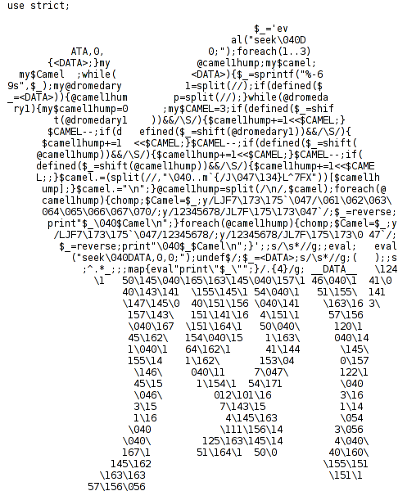 use strict;
$_='ev
al("seek\040D
ATA,0, 0;");foreach(1..3)
{<DATA>;}my @camel1hump;my$camel;
my$Camel ;while( <DATA>){$_=sprintf("%-6
9s",$_);my@dromedary 1=split(//);if(defined($
_=<DATA>)){@camel1hum p=split(//);}while(@dromeda
ry1){my$camel1hump=0 ;my$CAMEL=3;if(defined($_=shif
t(@dromedary1 ))&&/\S/){$camel1hump+=1<<$CAMEL;}
$CAMEL--;if(d efined($_=shift(@dromedary1))&&/\S/){
$camel1hump+=1 <<$CAMEL;}$CAMEL--;if(defined($_=shift(
@camel1hump))&&/\S/){$camel1hump+=1<<$CAMEL;}$CAMEL--;if(
defined($_=shift(@camel1hump))&&/\S/){$camel1hump+=1<<$CAME
L;;}$camel.=(split(//,"\040..m`{/J\047\134}L^7FX"))[$camel1h
ump];}$camel.="\n";}@camel1hump=split(/\n/,$camel);foreach(@
camel1hump){chomp;$Camel=$_;y/LJF7\173\175`\047/\061\062\063\
064\065\066\067\070/;y/12345678/JL7F\175\173\047`/;$_=reverse;
print"$_\040$Camel\n";}foreach(@camel1hump){chomp;$Camel=$_;y
/LJF7\173\175`\047/12345678/;y/12345678/JL7F\175\173\0 47`/;
$_=reverse;print"\040$_$Camel\n";}';;s/\s*//g;;eval; eval
("seek\040DATA,0,0;");undef$/;$_=<DATA>;s/\s*//g;( );;s
;^.*_;;;map{eval"print\"$_\"";}/.{4}/g; __DATA__ \124
\1 50\145\040\165\163\145\040\157\1 46\040\1 41\0
40\143\141 \155\145\1 54\040\1 51\155\ 141
\147\145\0 40\151\156 \040\141 \163\16 3\
157\143\ 151\141\16 4\151\1 57\156
\040\167 \151\164\1 50\040\ 120\1
45\162\ 154\040\15 1\163\ 040\14
1\040\1 64\162\1 41\144 \145\
155\14 1\162\ 153\04 0\157
\146\ 040\11 7\047\ 122\1
45\15 1\154\1 54\171 \040
\046\ 012\101\16 3\15 7\143\15 1\14
1\16 4\145\163 \054
\040 \111\156\14 3\056
\040\ 125\163\145\14 4\040\
167\1 51\164\1 50\0 40\160\
145\162 \155\151
\163\163 \151\1
57\156\056